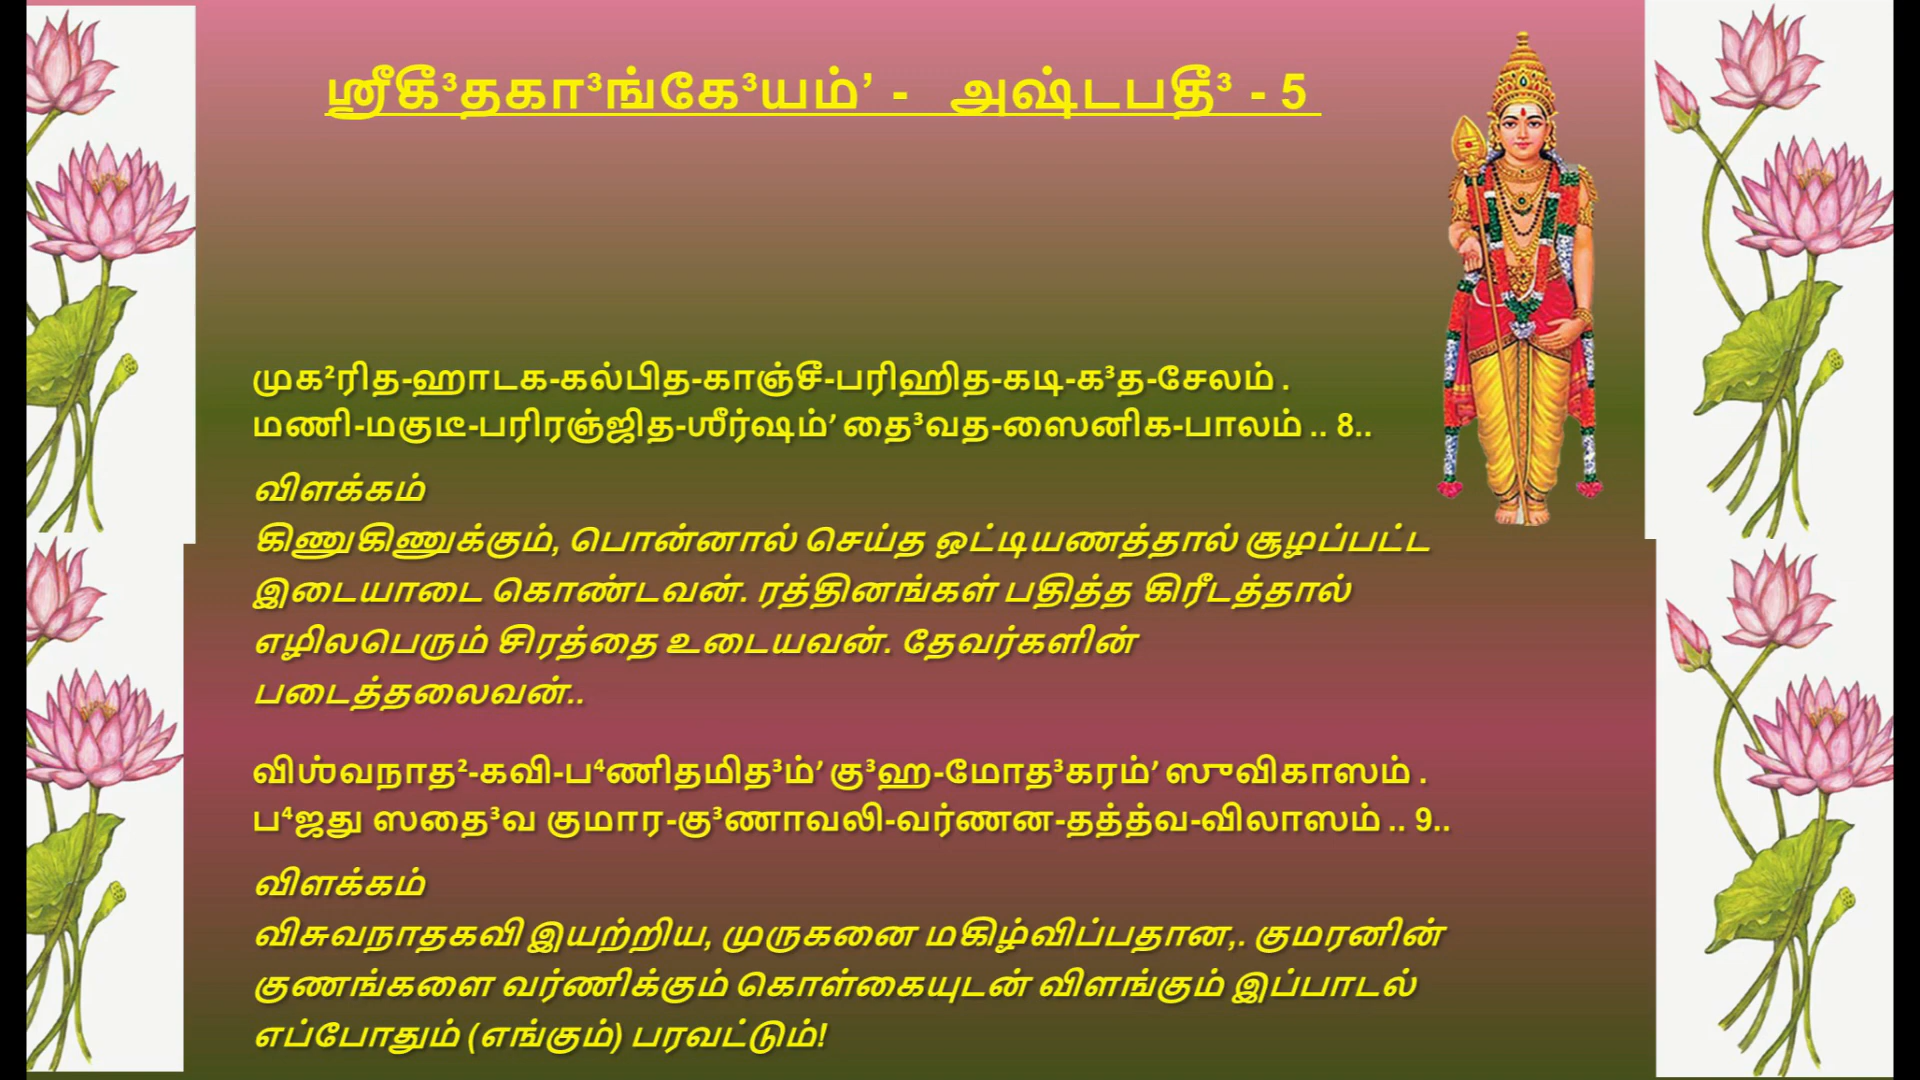 ஸ்ரீகீ³தகா³ங்கே³யம்’ - அஷ்டபதீ³ - 5
முக²ரித-ஹாடக-கல்பித-காஞ்சீ-பரிஹித-கடி-க³த-சேலம் .
மணி-மகுடீ-பரிரஞ்ஜித-ஶீர்ஷம்’ தை³வத-ஸைனிக-பாலம் .. 8..
விளக்கம்
கிணுகிணுக்கும், பொன்னால் செய்த ஒட்டியணத்தால் சூழப்பட்ட
இடையாடை கொண்டவன். ரத்தினங்கள் பதித்த கிரீடத்தால்
எழிலபெரும் சிரத்தை உடையவன். தேவர்களின்
படைத்தலைவன்..
விஶ்வநாத²-கவி-ப⁴ணிதமித³ம்’ கு³ஹ-மோத³கரம்’ ஸுவிகாஸம் .
ப⁴ஜது ஸதை³வ குமார-கு³ணாவலி-வர்ணன-தத்த்வ-விலாஸம் .. 9..
விளக்கம்
விசுவநாதகவி இயற்றிய, முருகனை மகிழ்விப்பதான,. குமரனின்
குணங்களை வர்ணிக்கும் கொள்கையுடன் விளங்கும் இப்பாடல்
எப்போதும் (எங்கும்) பரவட்டும்!